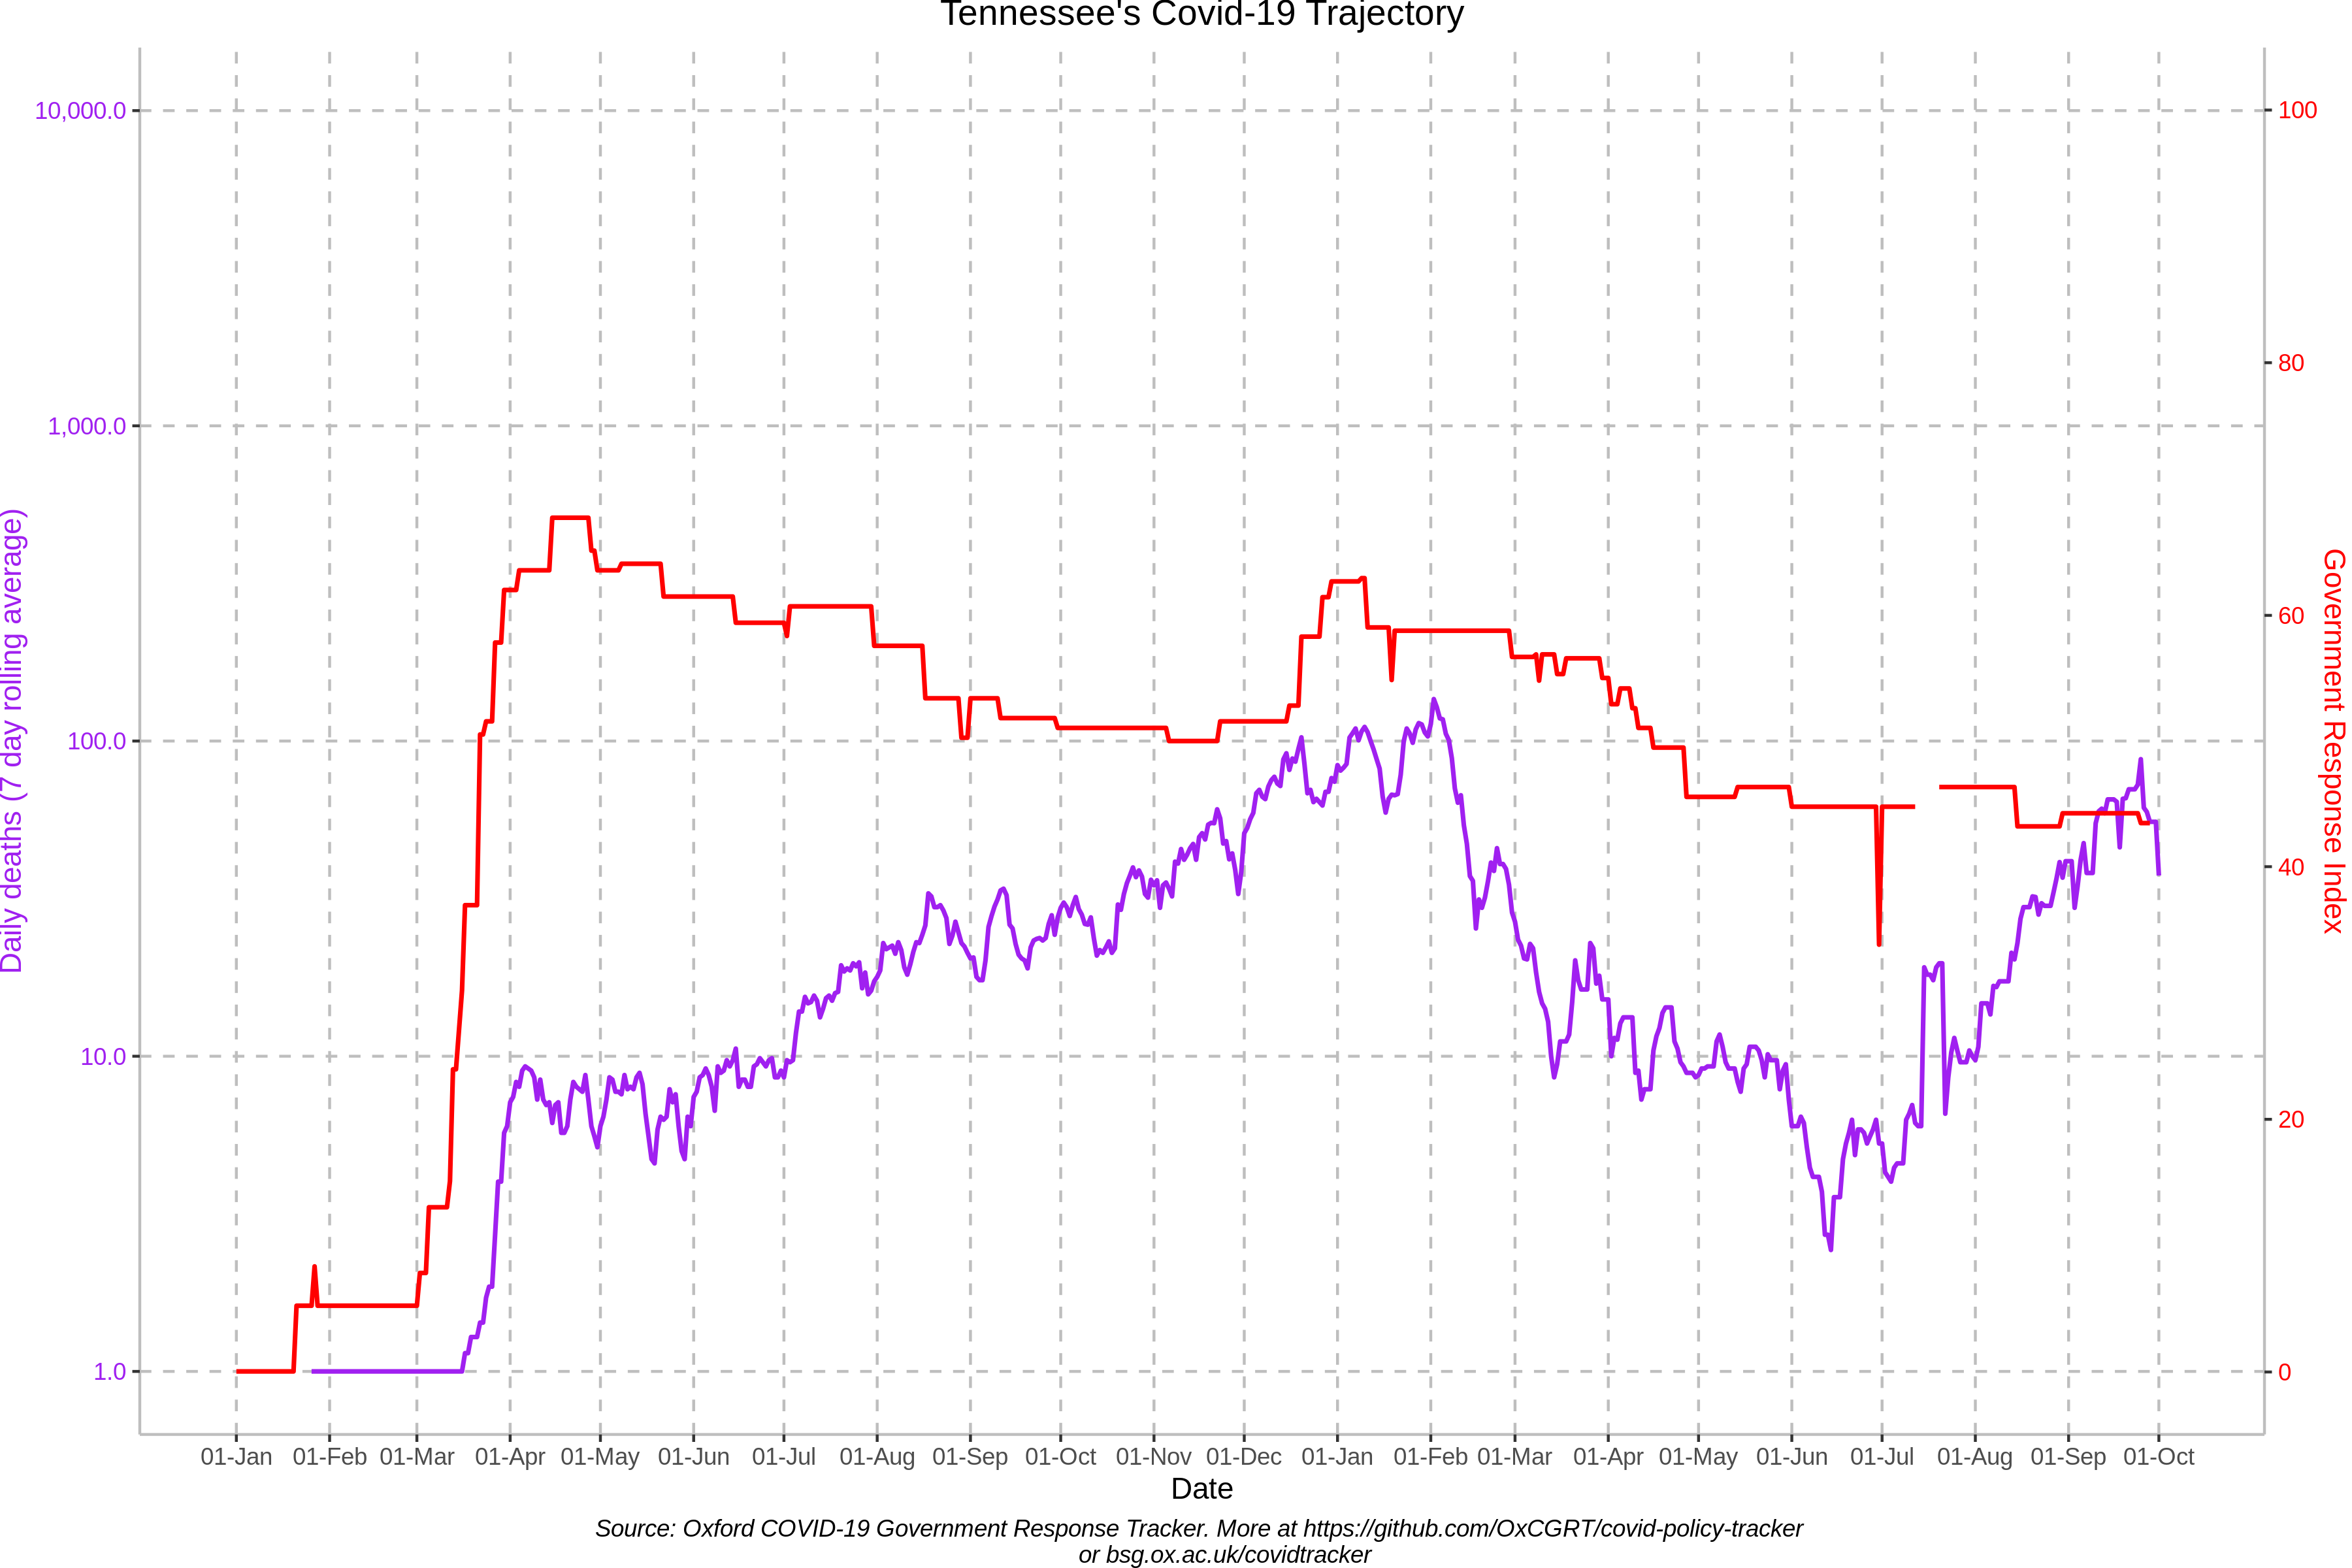 Tennessee's Covid-19 Trajectory
10,000.0
1,000.0
100.0
10.0
1.0
Daily deaths (7 day rolling average)
100
80
60
40
20
0
Government Response Index
01-Jan 01-Feb 01-Mar 01-Apr 01-May 01-Jun 01-Jul 01-Aug 01-Sep 01-Oct 01-Nov 01-Dec 01-Jan 01-Feb 01-Mar 01-Apr 01-May 01-Jun 01-Jul 01-Aug 01-Sep 01-Oct
Date
Source: Oxford COVID-19 Government Response Tracker. More at https://github.com/OxCGRT/covid-policy-tracker
or bsg.ox.ac.uk/covidtracker